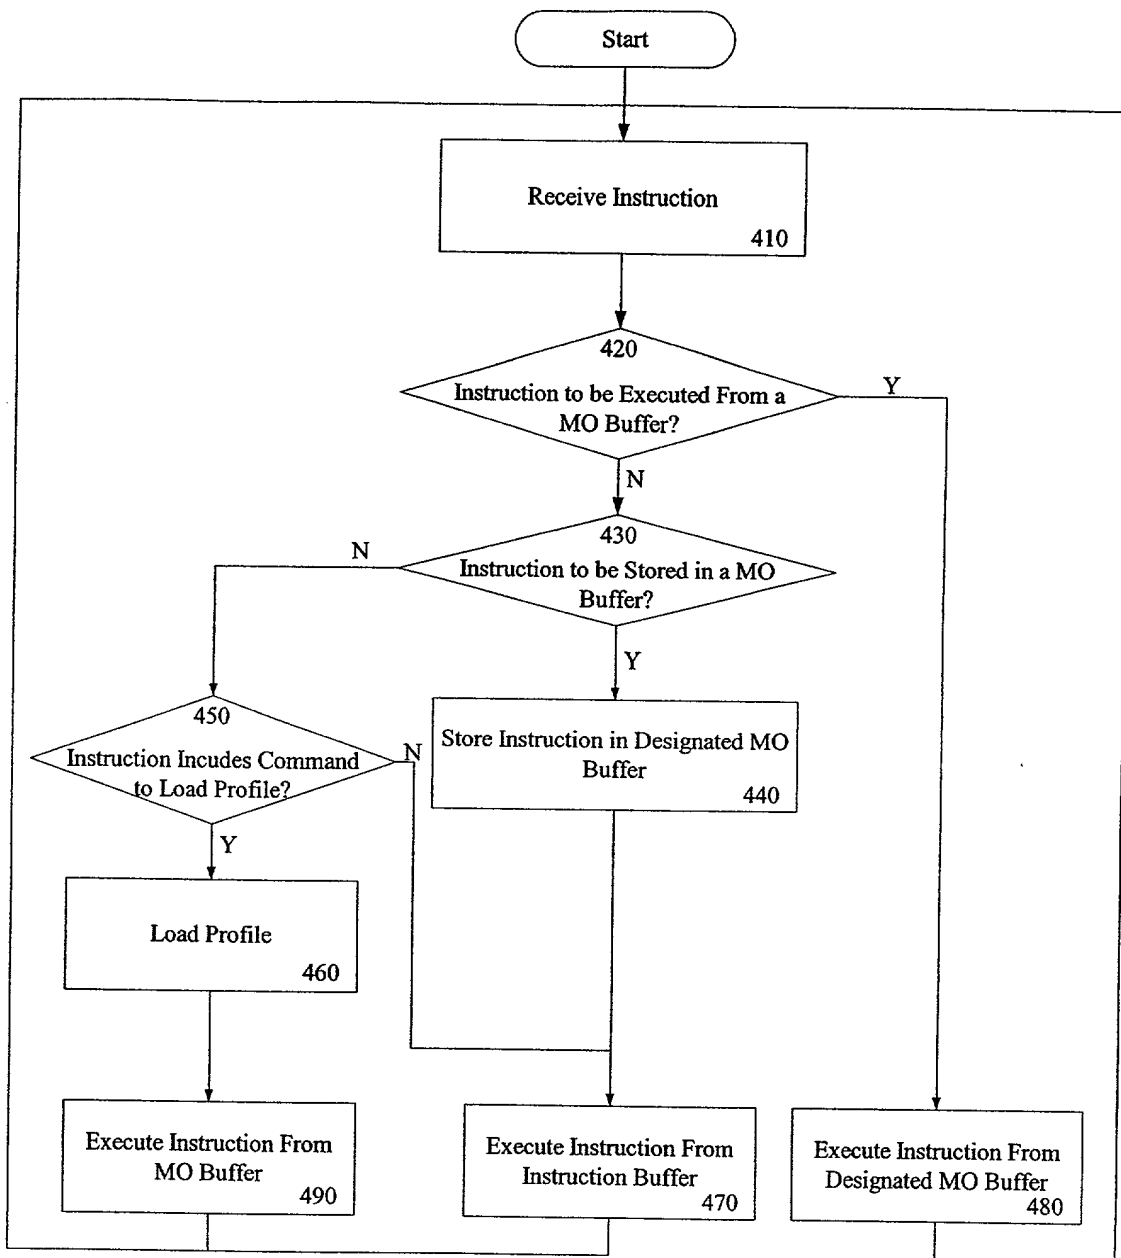 Start
Receive Instruction
410
420
Instruction to be Executed From a
MO Buffer?
Y
N
430
Instruction to be Stored in a MO
Buffer?
N
Y
450
Instruction Incudes Command
to Load Profile?
N
Y
Store Instruction in Designated MO
Buffer
440
Load Profile
460
Execute Instruction From
MO Buffer
490
Execute Instruction From
Instruction Buffer
470
Execute Instruction From
Designated MO Buffer
480